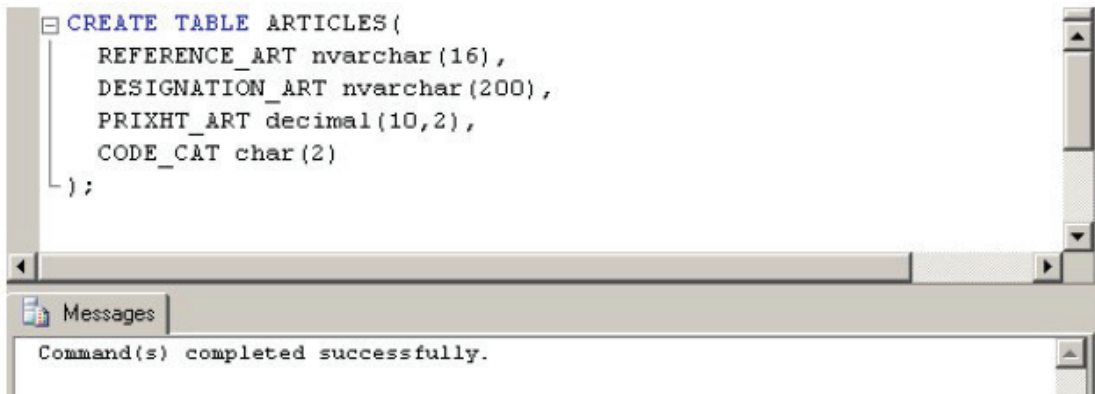 CREATE TABLE ARTICLES(
REFERENCE_ART nvarchar(16),
DESIGNATION_ART nvarchar(200),
PRIXHT_ART decimal(10,2),
CODE_CAT char(2)
);
Messages
Command(s) completed successfully.